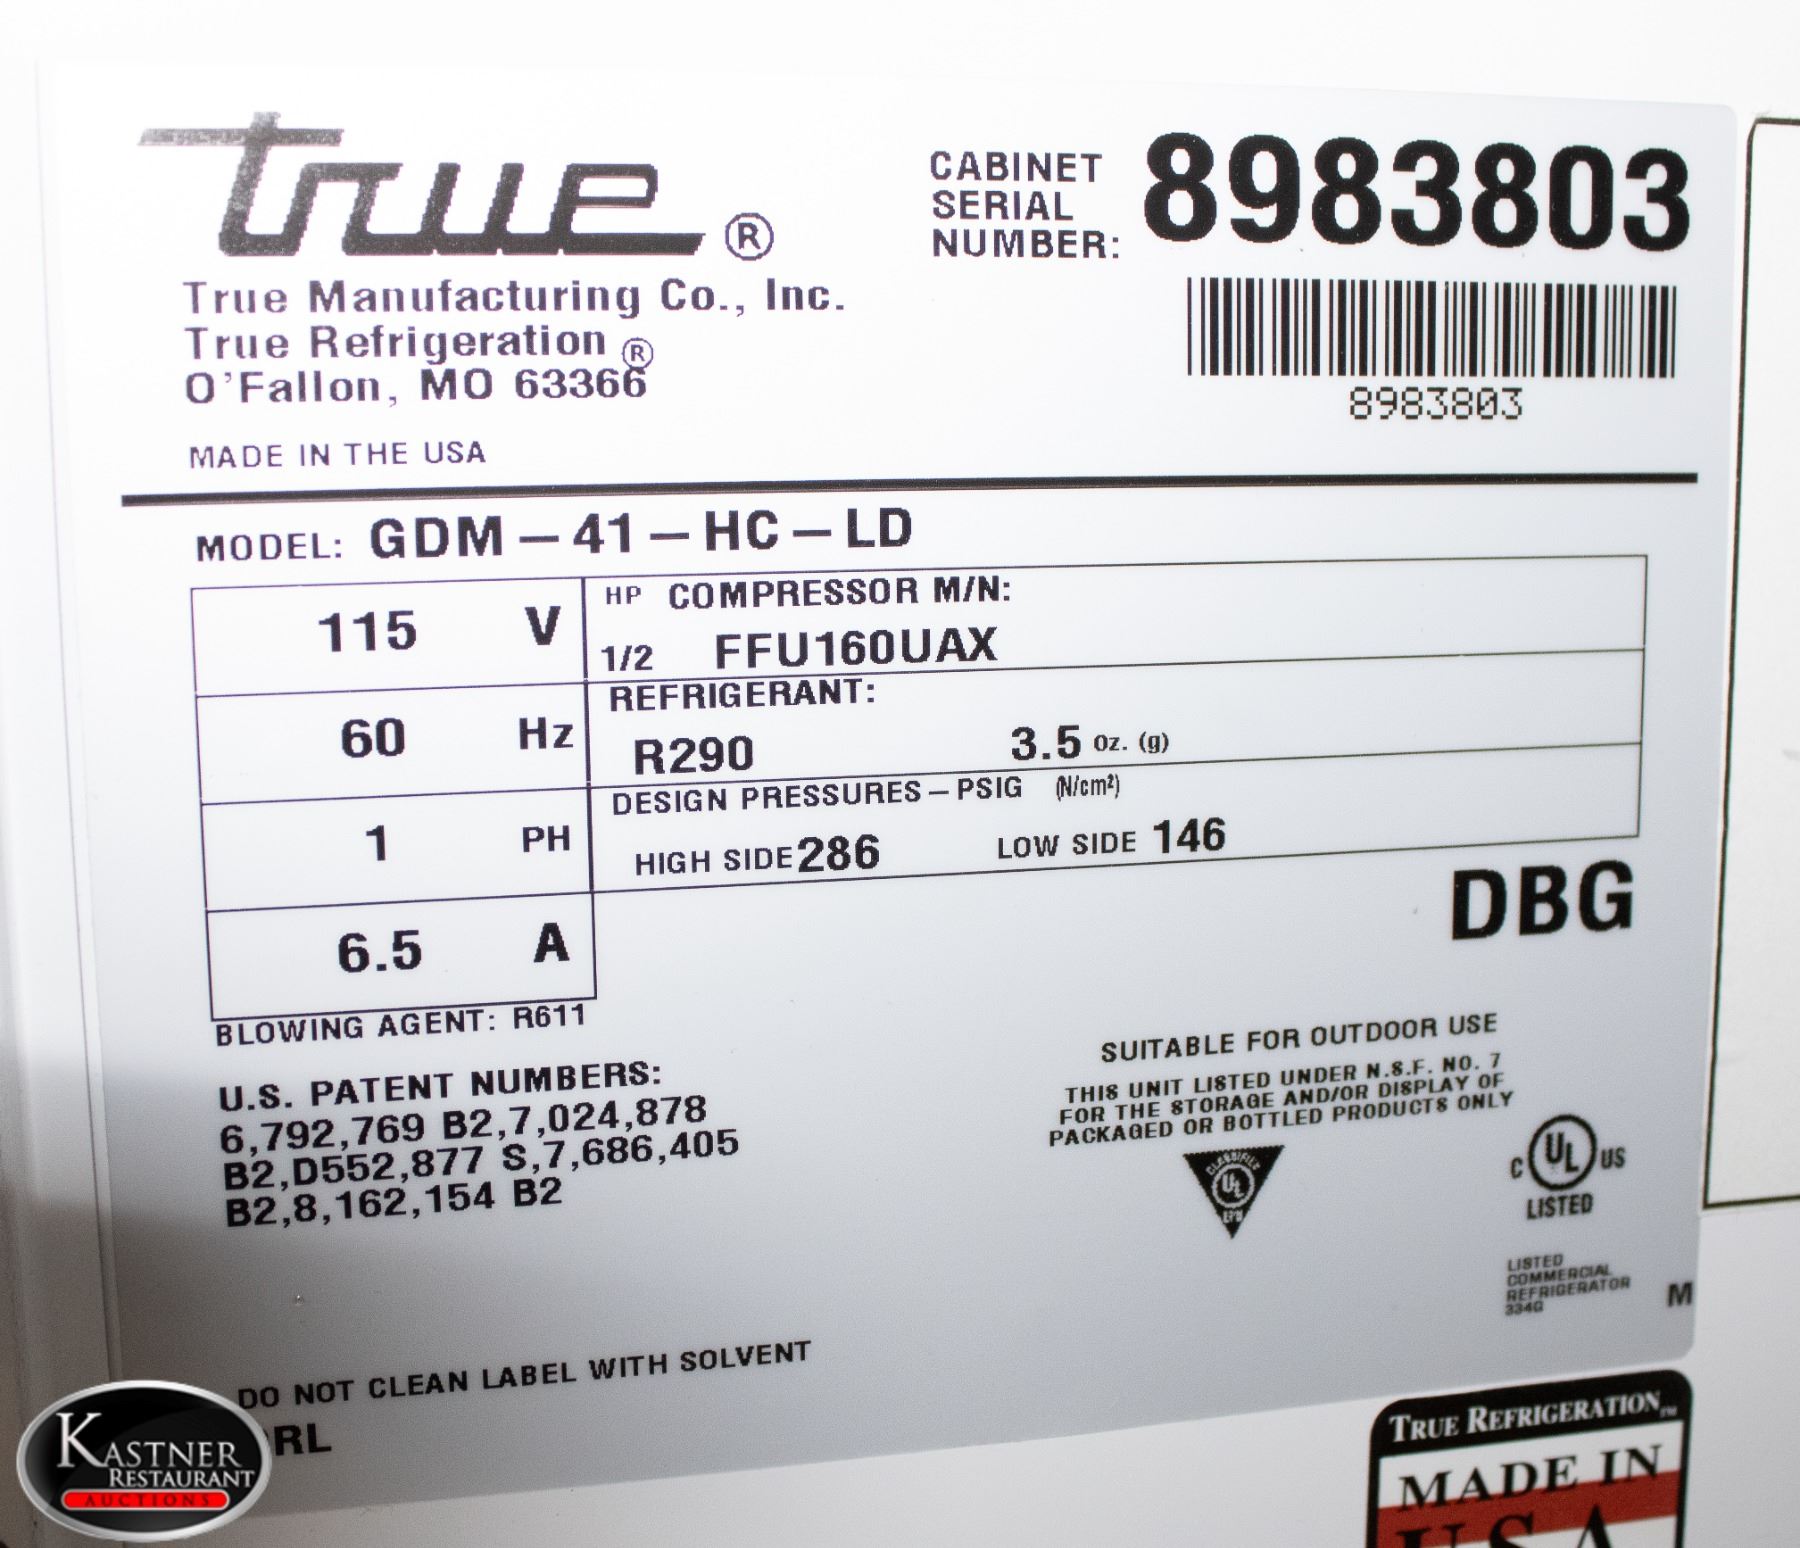 true ®
True Manufacturing Co., Inc.
True Refrigeration ®
O'Fallon, MO 63366
MADE IN THE USA
CABINET
SERIAL
NUMBER: 8983803
8983803
MODEL: GDM-41-HC-LD
115 V
60 Hz
1 PH
6.5 A
HP COMPRESSOR M/N:
1/2 FFU160UAX
REFRIGERANT:
R290 3.5 Oz. (g)
DESIGN PRESSURES-PSIG (N/cm²)
HIGH SIDE 286 LOW SIDE 146
DBG
BLOWING AGENT: R611
U.S. PATENT NUMBERS:
6,792,769 B2,7,024,878
B2,D552,877 S,7,686,405
B2,8,162,154 B2
SUITABLE FOR OUTDOOR USE
THIS UNIT LISTED UNDER N.S.F. NO. 7
FOR THE STORAGE AND/OR DISPLAY OF
PACKAGED OR BOTTLED PRODUCTS ONLY
CLASSIFIED
UL
EPH
C UL US
LISTED
LISTED
COMMERCIAL
REFRIGERATOR
334G
M
DO NOT CLEAN LABEL WITH SOLVENT
RL
KASTNER
RESTAURANT
AUCTIONS
TRUE REFRIGERATION™
MADE IN
USA